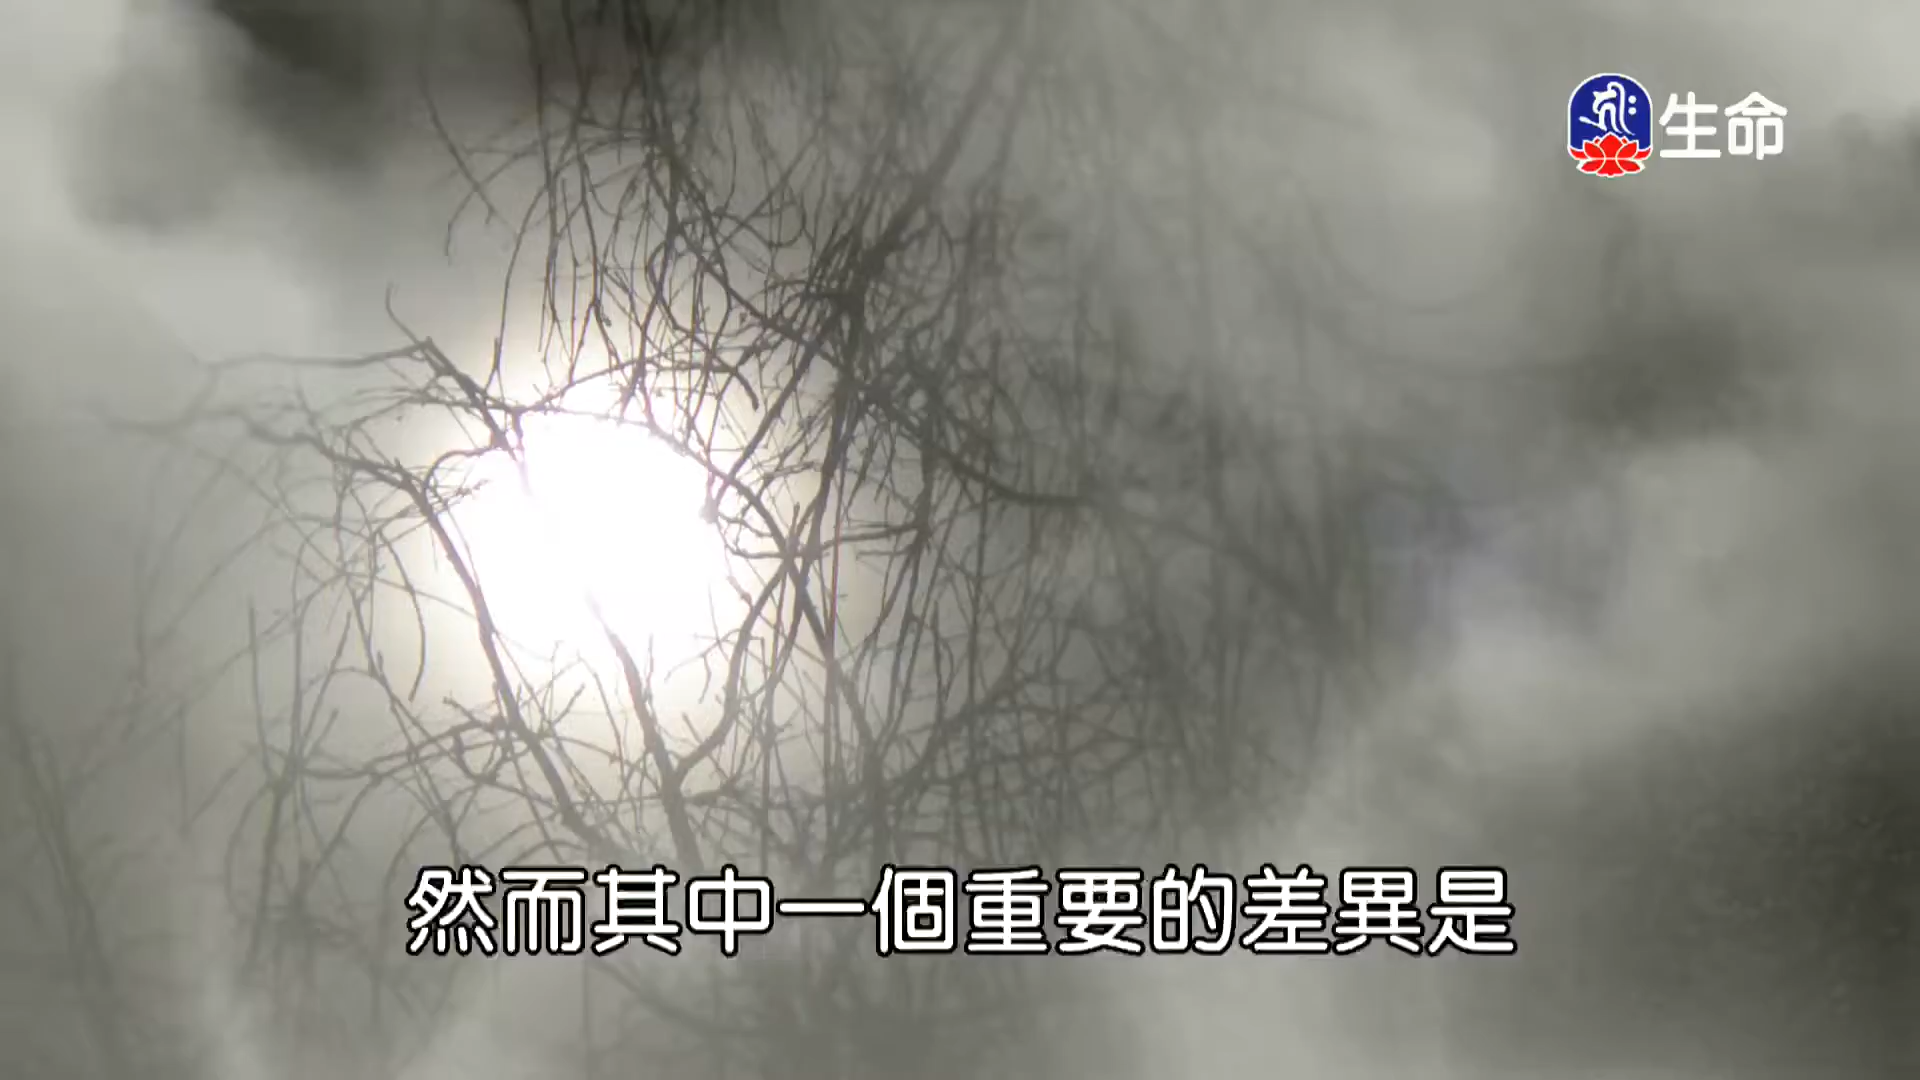 生命
然而其中一個重要的差異是